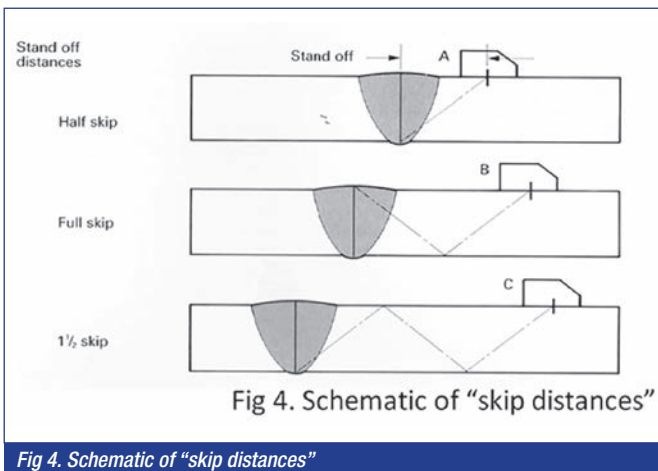 Stand off
distances
Stand off
A
Half skip
B
Full skip
C
1½ skip
Fig 4. Schematic of “skip distances”
Fig 4. Schematic of “skip distances”